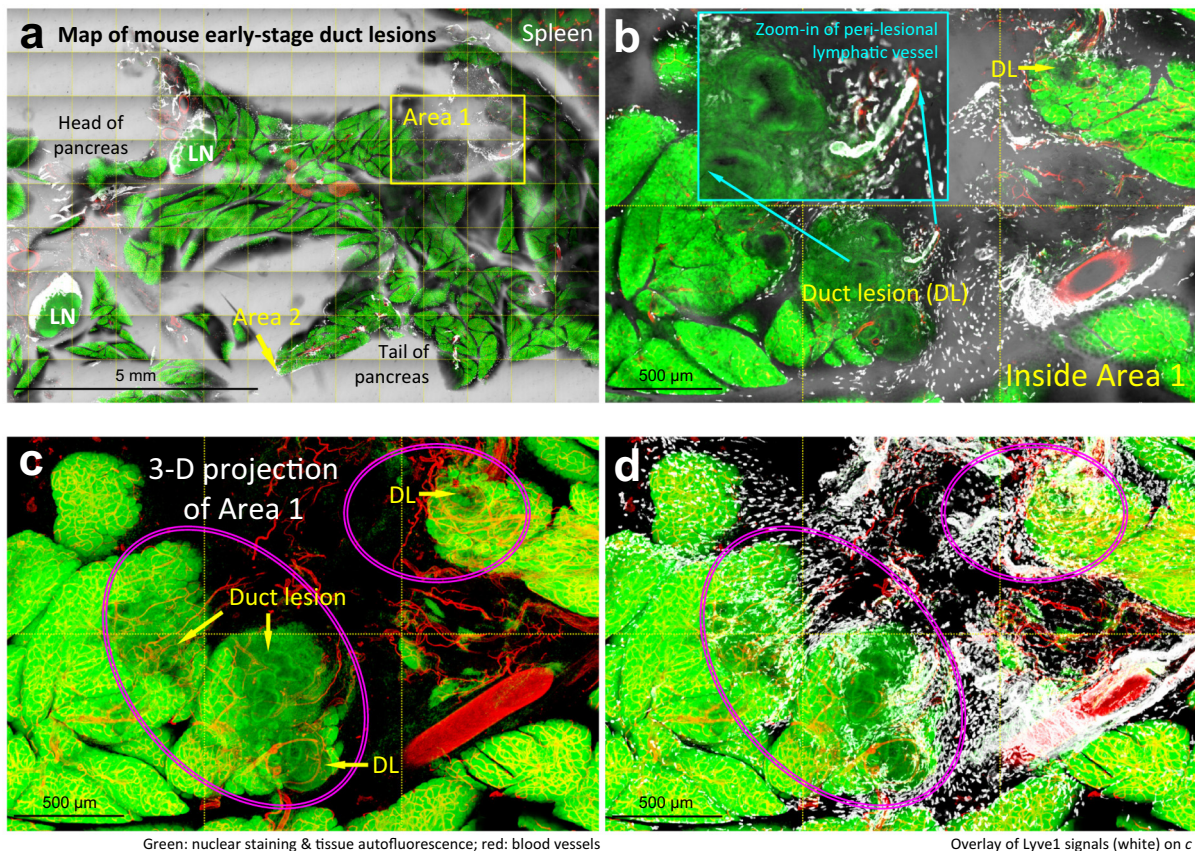 a Map of mouse early-stage duct lesions
Spleen
Head of
pancreas
LN
Area 1
LN
Area 2
Tail of
pancreas
5 mm
b
Zoom-in of peri-lesional
lymphatic vessel
DL
Duct lesion (DL)
500 µm
Inside Area 1
c
3-D projection
of Area 1
DL
Duct lesion
DL
500 µm
Green: nuclear staining & tissue autofluorescence; red: blood vessels
d
500 µm
Overlay of Lyve1 signals (white) on c